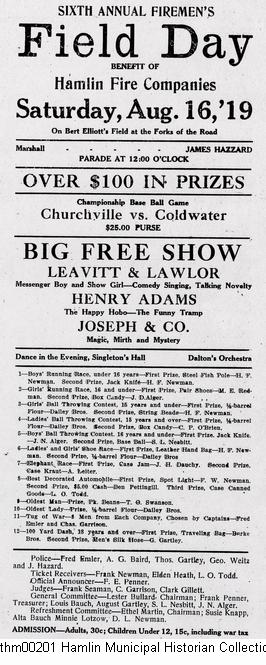 SIXTH ANNUAL FIREMEN'S
Field Day
BENEFIT OF
Hamlin Fire Companies
Saturday, Aug. 16,'19
On Bert Elliott's Field at the Forks of the Road
Marshall - - - - - JAMES HAZZARD
PARADE AT 12:00 O'CLOCK
OVER $100 IN PRIZES
Championship Base Ball Game
Churchville vs. Coldwater
$25.00 PURSE
BIG FREE SHOW
LEAVITT & LAWLOR
Messenger Boy and Show Girl—Comedy Singing, Talking Novelty
HENRY ADAMS
The Happy Hobo—The Funny Tramp
JOSEPH & CO.
Magic, Mirth and Mystery
Dance in the Evening, Singleton's Hall Dalton's Orchestra
1—Boys' Running Race, under 16 years—First Prize, Steel Fish Pole—H. F.
Newman. Second Prize, Jack Knife—H. F. Newman.
2—Girls' Running Race, 16 and under—First Prize, Pair Shoes—M. E. Red-
man. Second Prize, Box Candy—J. D. Alger.
3—Girls' Ball Throwing Contest, 15 years and under—First Prize, ¼-barrel
Flour—Dailey Bros. Second Prize, String Beads—H. F. Newman.
4—Ladies' Ball Throwing Contest, 15 years and over—First Prize, ¼-barrel
Flour—Dailey Bros. Second Prize, Box Candy—C. P. O'Brien.
5—Boys' Ball Throwing Contest, 16 years and under—First Prize, Jack Knife.
—J. N. Alger. Second Prize, Base Ball—S. L. Nesbitt.
6—Ladies' and Girls' Shoe Race—First Prize, Leather Hand Bag—H. F. New-
man. Second Prize, ¼-barrel Flour—Dailey Bros
7—Elephant Race—First Prize, Cass Jam—J. H. Dauchy. Second Prize,
Case Kraut—A. Leiter.
8—Best Decorated Automobile—First Prize, Spot Light—F. W. Newman.
Second Prize, $5.00 Cash—Don Pettingill. Third Prize, Case Canned
Goods—L. O. Todd.
9—Oldest Man—Prize, Pk. Beans—T. G. Swanson.
10—Oldest Lady—Prize, ¼-barrel Flour—Dailey Bros.
11—Tug of War—8 Men from Each Company, Chosen by Captains—Fred
Emler and Chas. Garrison.
12—100 Yard Dash, 16 years and over—First Prize, Traveling Bag—Burke
Bros. Second Prize, Men's Silk Hose—G. Gartley.
Police—Fred Emler, A. G. Baird, Thos. Gartley, Geo. Weitz
and J. Hazard.
Ticket Receivers—Frank Newman, Elden Heath, L. O. Todd.
Official Announcer—F. E. Penner.
Judges—Frank Seaman, C. Garrison, Clark Gillett.
General Committee—Lester Bullard Chairman; Frank Penner,
Treasurer; Louis Bauch, August Gartley, S. L. Nesbitt, J. N. Alger.
Refreshment Committee—Ethel Martin, Chairman; Susie Knapp,
Alta Bauch Minnie Lotzow, D. L. Newman.
ADMISSION—Adults, 30c; Children Under 12, 15c, including war tax
thm00201 Hamlin Municipal Historian Collectio